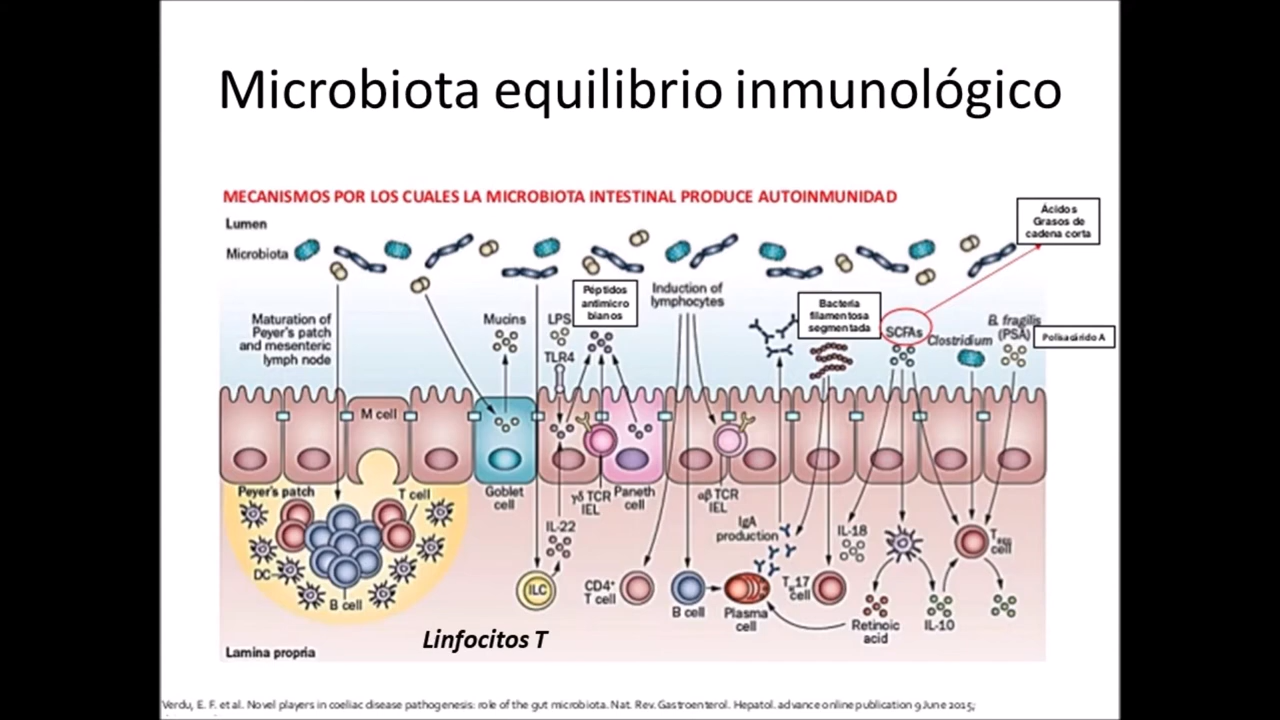 Microbiota equilibrio inmunológico
MECANISMOS POR LOS CUALES LA MICROBIOTA INTESTINAL PRODUCE AUTOINMUNIDAD
Ácidos
Grasos de
cadena corta
Lumen
Microbiota
Maturation of
Peyer's patch
and mesenteric
lymph node
Mucins
LPS
TLR4
Péptidos
antimicro
bianos
Induction of
lymphocytes
Bacteria
filamentosa
segmentada
SCFAs
Clostridium
B. fragilis
(PSA)
Polisacárido A
M cell
Peyer's patch
T cell
DC
B cell
Goblet
cell
γδ TCR
IEL
Paneth
cell
αβ TCR
IEL
IL-22
ILC
CD4+
T cell
B cell
IgA
production
Plasma
cell
TH17
cell
IL-18
Retinoic
acid
IL-10
Treg
cell
Linfocitos T
Lamina propria
Verdu, E. F. et al. Novel players in coeliac disease pathogenesis: role of the gut microbiota. Nat. Rev. Gastroenterol. Hepatol. advance online publication 9 June 2015;